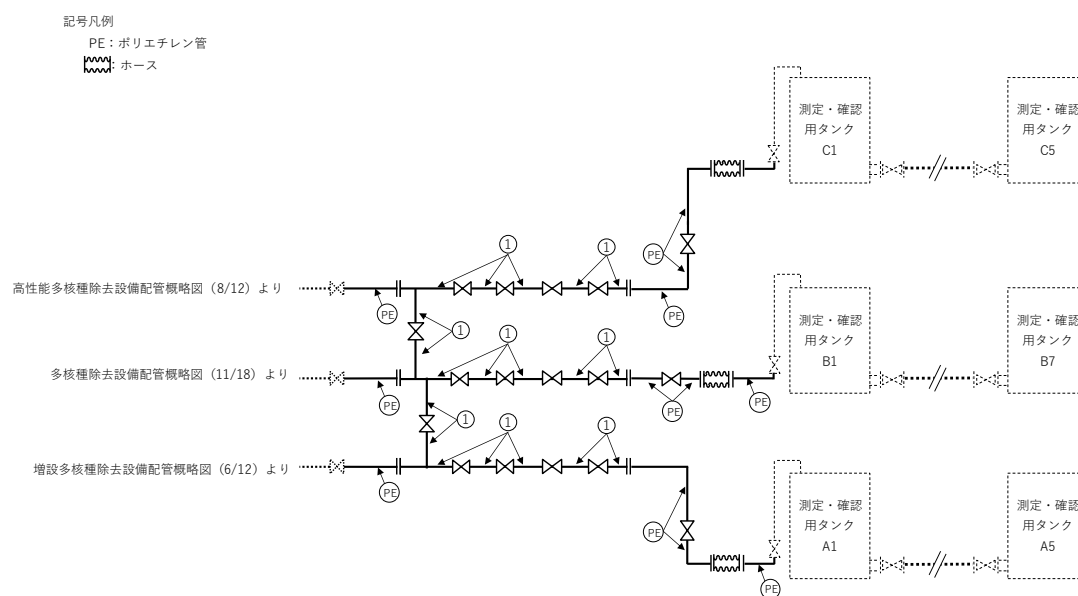 記号凡例
PE：ポリエチレン管
：ホース
測定・確認
用タンク
C1
測定・確認
用タンク
C5
PE
①
①
高性能多核種除去設備配管概略図（8/12）より
PE
PE
①
測定・確認
用タンク
B1
測定・確認
用タンク
B7
①
①
多核種除去設備配管概略図（11/18）より
PE
PE
PE
①
①
①
増設多核種除去設備配管概略図（6/12）より
PE
PE
測定・確認
用タンク
A1
測定・確認
用タンク
A5
PE